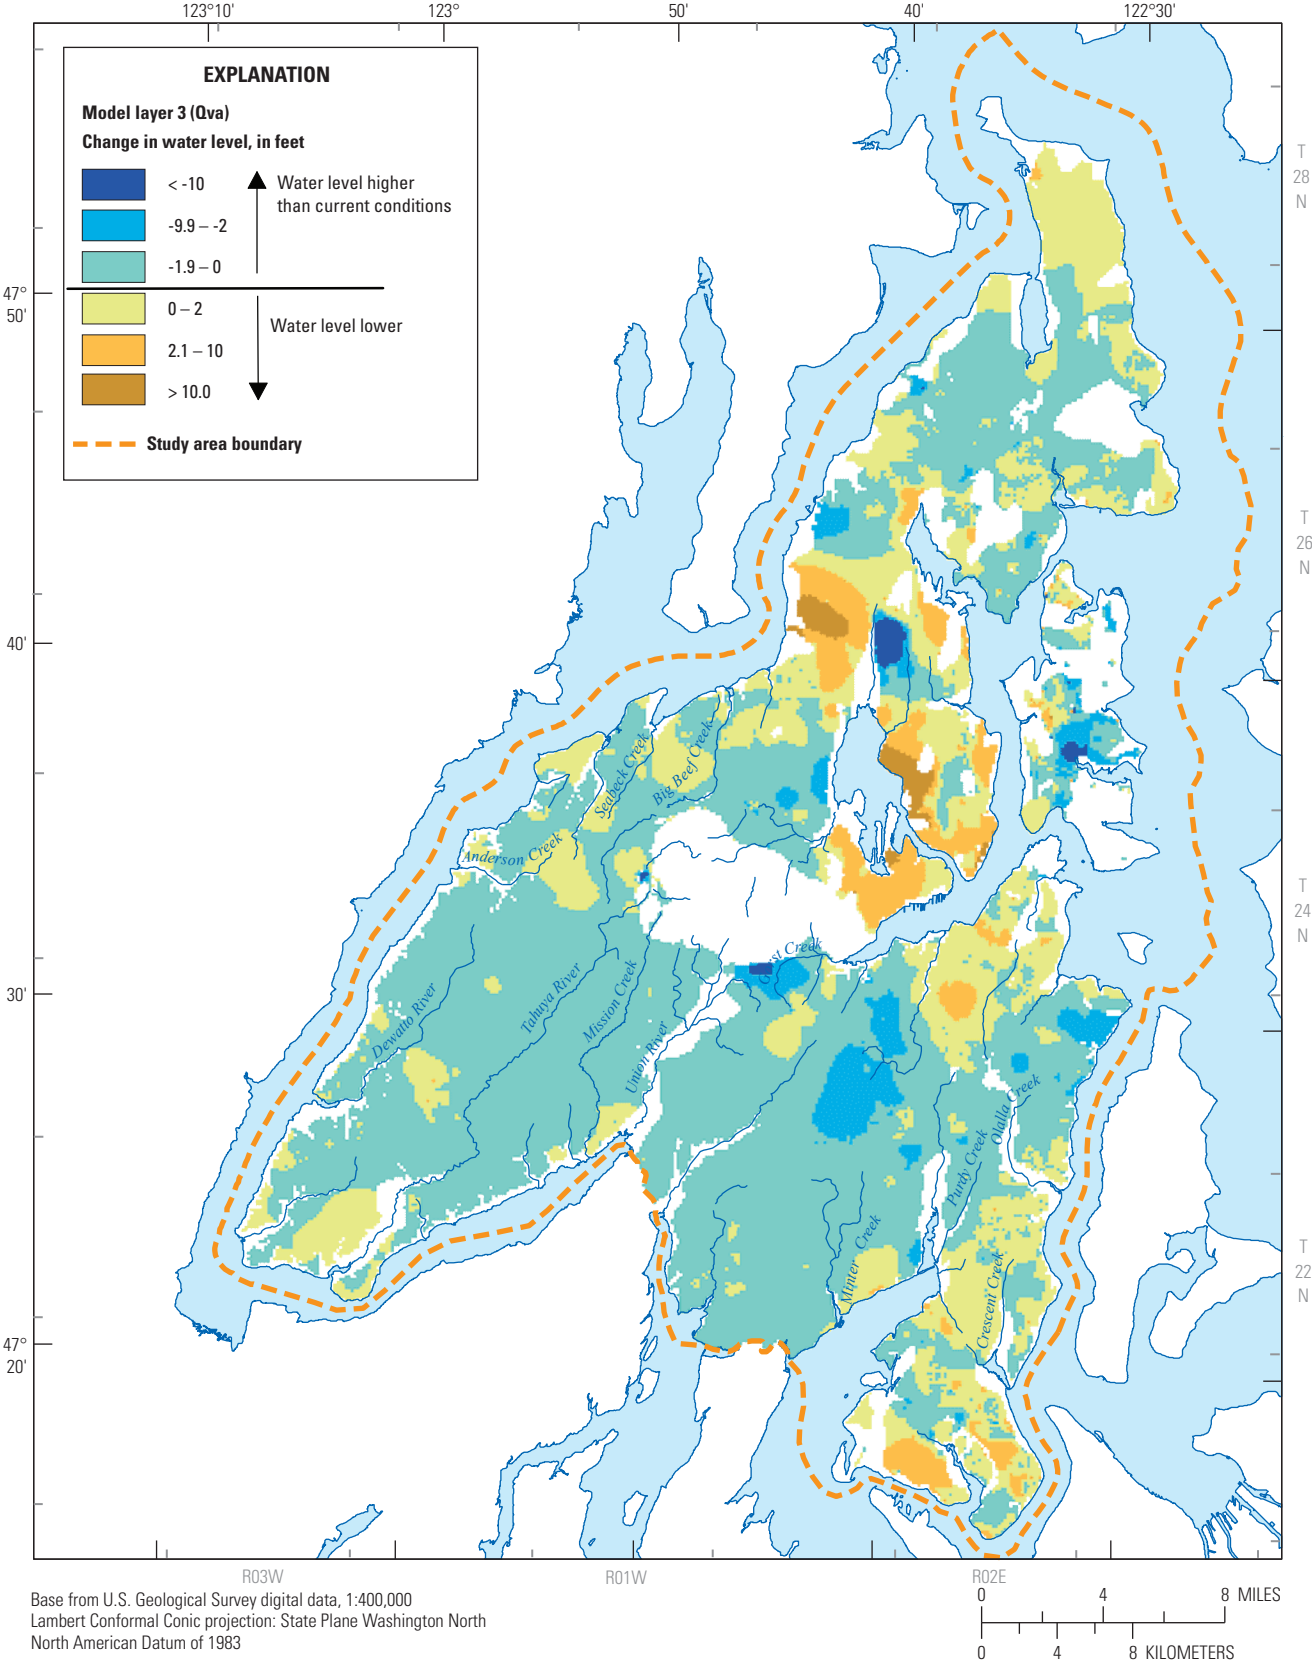 123°10'
123°
50'
40'
122°30'
EXPLANATION
Model layer 3 (Qva)
Change in water level, in feet
< -10
-9.9 – -2
-1.9 – 0
0 – 2
2.1 – 10
> 10.0
Water level higher
than current conditions
Water level lower
Study area boundary
47°
50'
40'
30'
47°
20'
T
28
N
T
26
N
T
24
N
T
22
N
Seabeck Creek
Big Beef Creek
Anderson Creek
Gorst Creek
Dewatto River
Tahuya River
Mission Creek
Union River
Olalla Creek
Purdy Creek
Minter Creek
Crescent Creek
R03W
R01W
R02E
Base from U.S. Geological Survey digital data, 1:400,000
Lambert Conformal Conic projection: State Plane Washington North
North American Datum of 1983
0 4 8 MILES
0 4 8 KILOMETERS